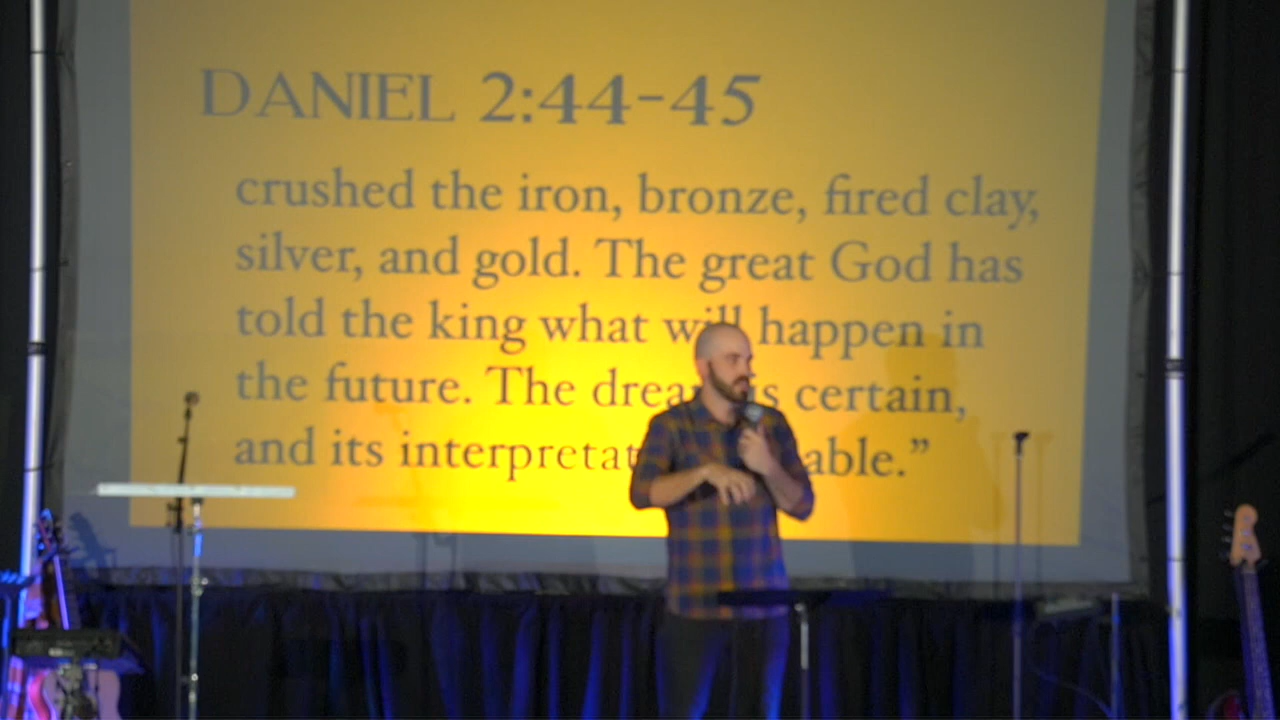 DANIEL 2:44-45
crushed the iron, bronze, fired clay,
silver, and gold. The great God has
told the king what will happen in
the future. The certain,
and its